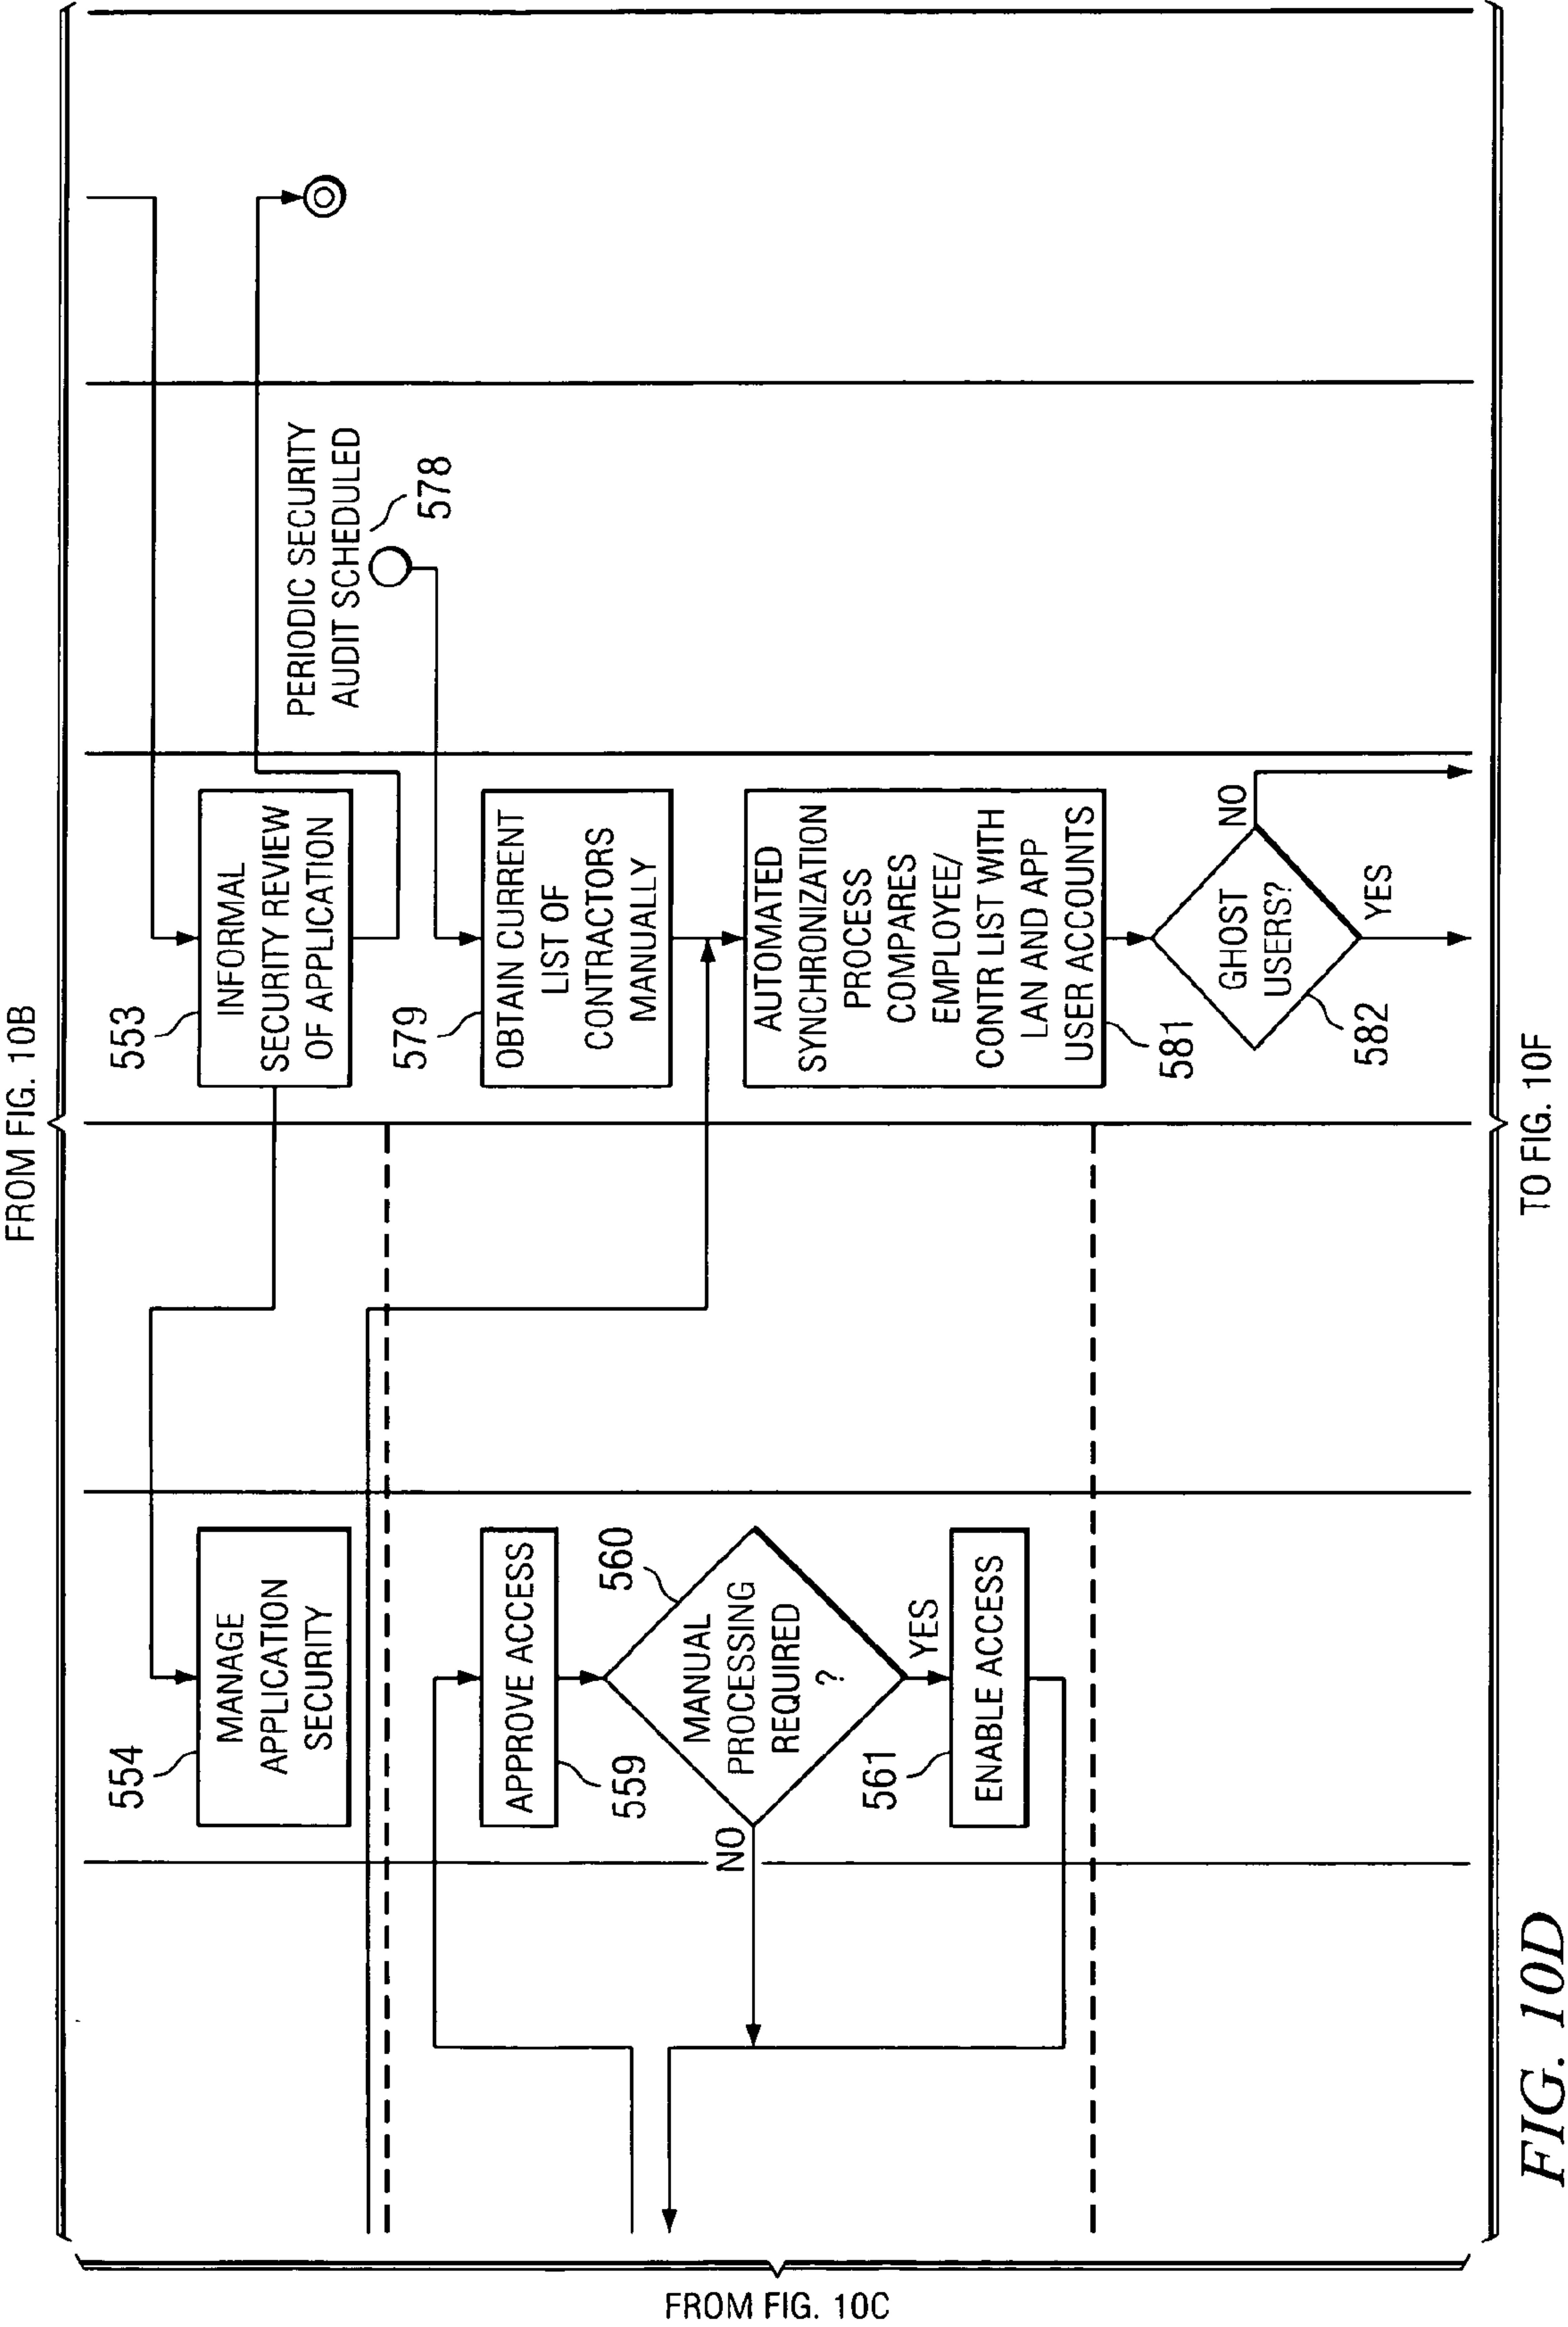 FROM FIG. 10B
554
MANAGE
APPLICATION
SECURITY
553
INFORMAL
SECURITY REVIEW
OF APPLICATION
PERIODIC SECURITY
AUDIT SCHEDULED
578
APPROVE ACCESS
559
560
MANUAL
PROCESSING
REQUIRED
?
NO
YES
561
ENABLE ACCESS
579
OBTAIN CURRENT
LIST OF
CONTRACTORS
MANUALLY
AUTOMATED
SYNCHRONIZATION
PROCESS
COMPARES
EMPLOYEE/
CONTR LIST WITH
LAN AND APP
USER ACCOUNTS
581
GHOST
USERS?
NO
582
YES
FROM FIG. 10C
TO FIG. 10F
FIG. 10D